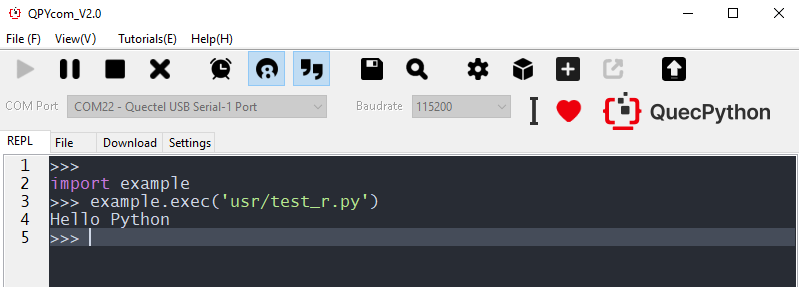 QPYcom_V2.0
File (F) View(V) Tutorials(E) Help(H)
COM Port COM22 - Quectel USB Serial-1 Port Baudrate 115200 QuecPython
REPL File Download Settings
1 >>>
2 import example
3 >>> example.exec('usr/test_r.py')
4 Hello Python
5 >>>